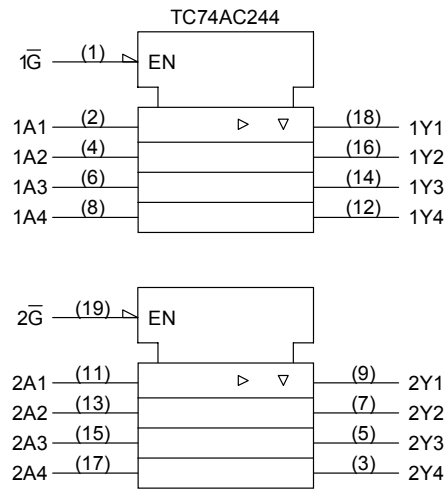 TC74AC244
1G̅ (1) EN
1A1 (2) (18) 1Y1
1A2 (4) (16) 1Y2
1A3 (6) (14) 1Y3
1A4 (8) (12) 1Y4
2G̅ (19) EN
2A1 (11) (9) 2Y1
2A2 (13) (7) 2Y2
2A3 (15) (5) 2Y3
2A4 (17) (3) 2Y4